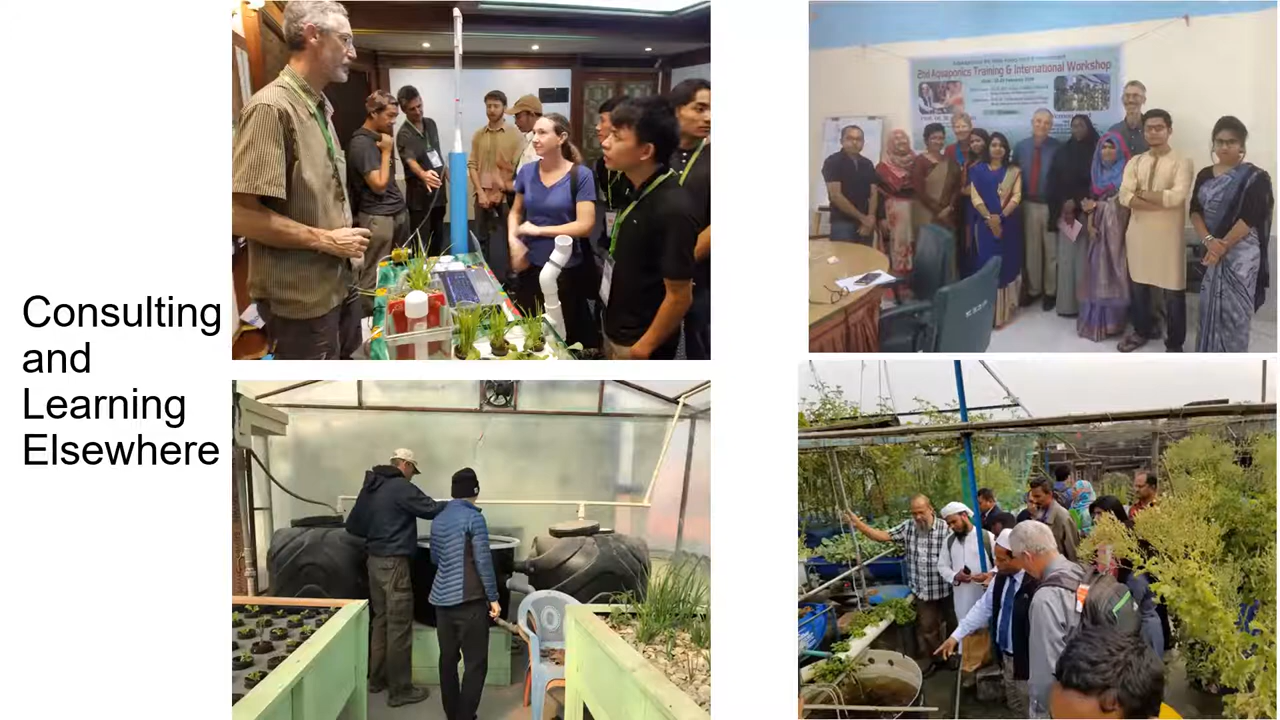 Consulting
and
Learning
Elsewhere
2nd Aquaponics Training & International Workshop